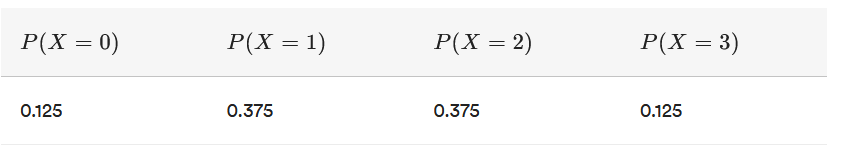 P(X = 0) P(X = 1) P(X = 2) P(X = 3)
0.125 0.375 0.375 0.125